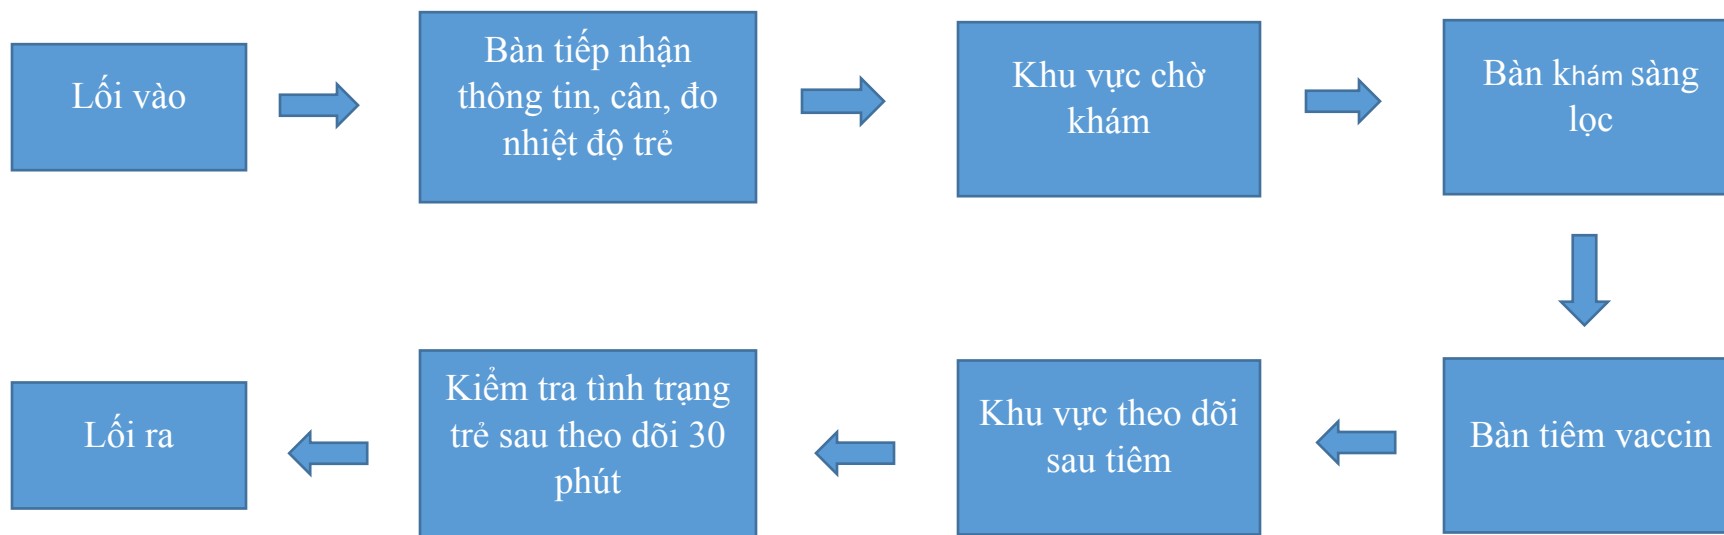 Lối vào
Bàn tiếp nhận
thông tin, cân, đo
nhiệt độ trẻ
Khu vực chờ
khám
Bàn khám sàng
lọc
Bàn tiêm vaccin
Khu vực theo dõi
sau tiêm
Kiểm tra tình trạng
trẻ sau theo dõi 30
phút
Lối ra